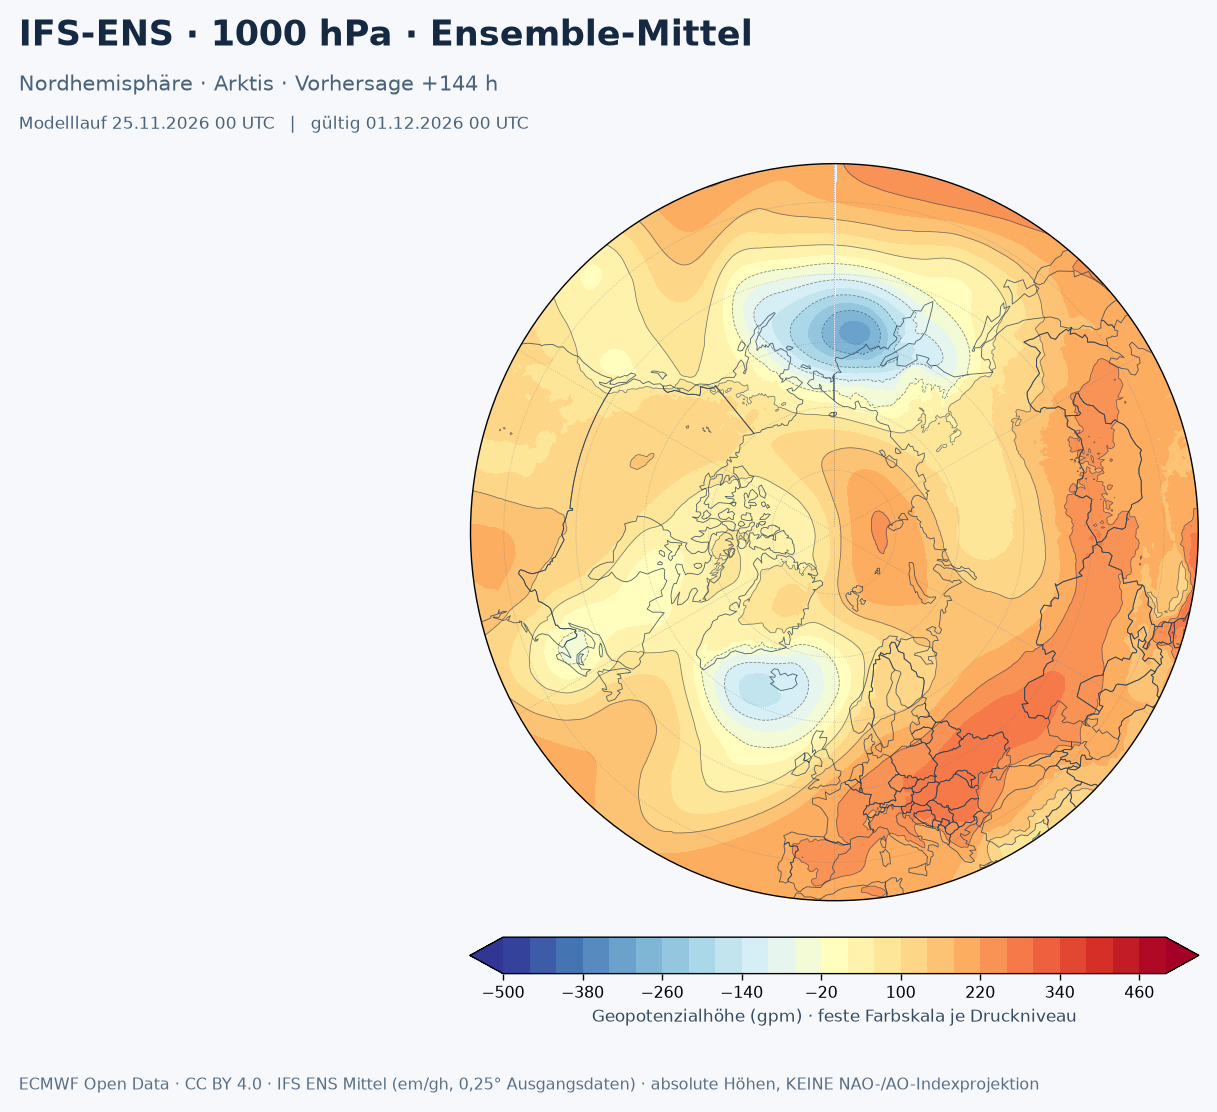 IFS-ENS · 1000 hPa · Ensemble-Mittel
Nordhemisphäre · Arktis · Vorhersage +144 h
Modelllauf 25.11.2026 00 UTC | gültig 01.12.2026 00 UTC
−500 −380 −260 −140 −20 100 220 340 460
Geopotenzialhöhe (gpm) · feste Farbskala je Druckniveau
ECMWF Open Data · CC BY 4.0 · IFS ENS Mittel (em/gh, 0,25° Ausgangsdaten) · absolute Höhen, KEINE NAO-/AO-Indexprojektion